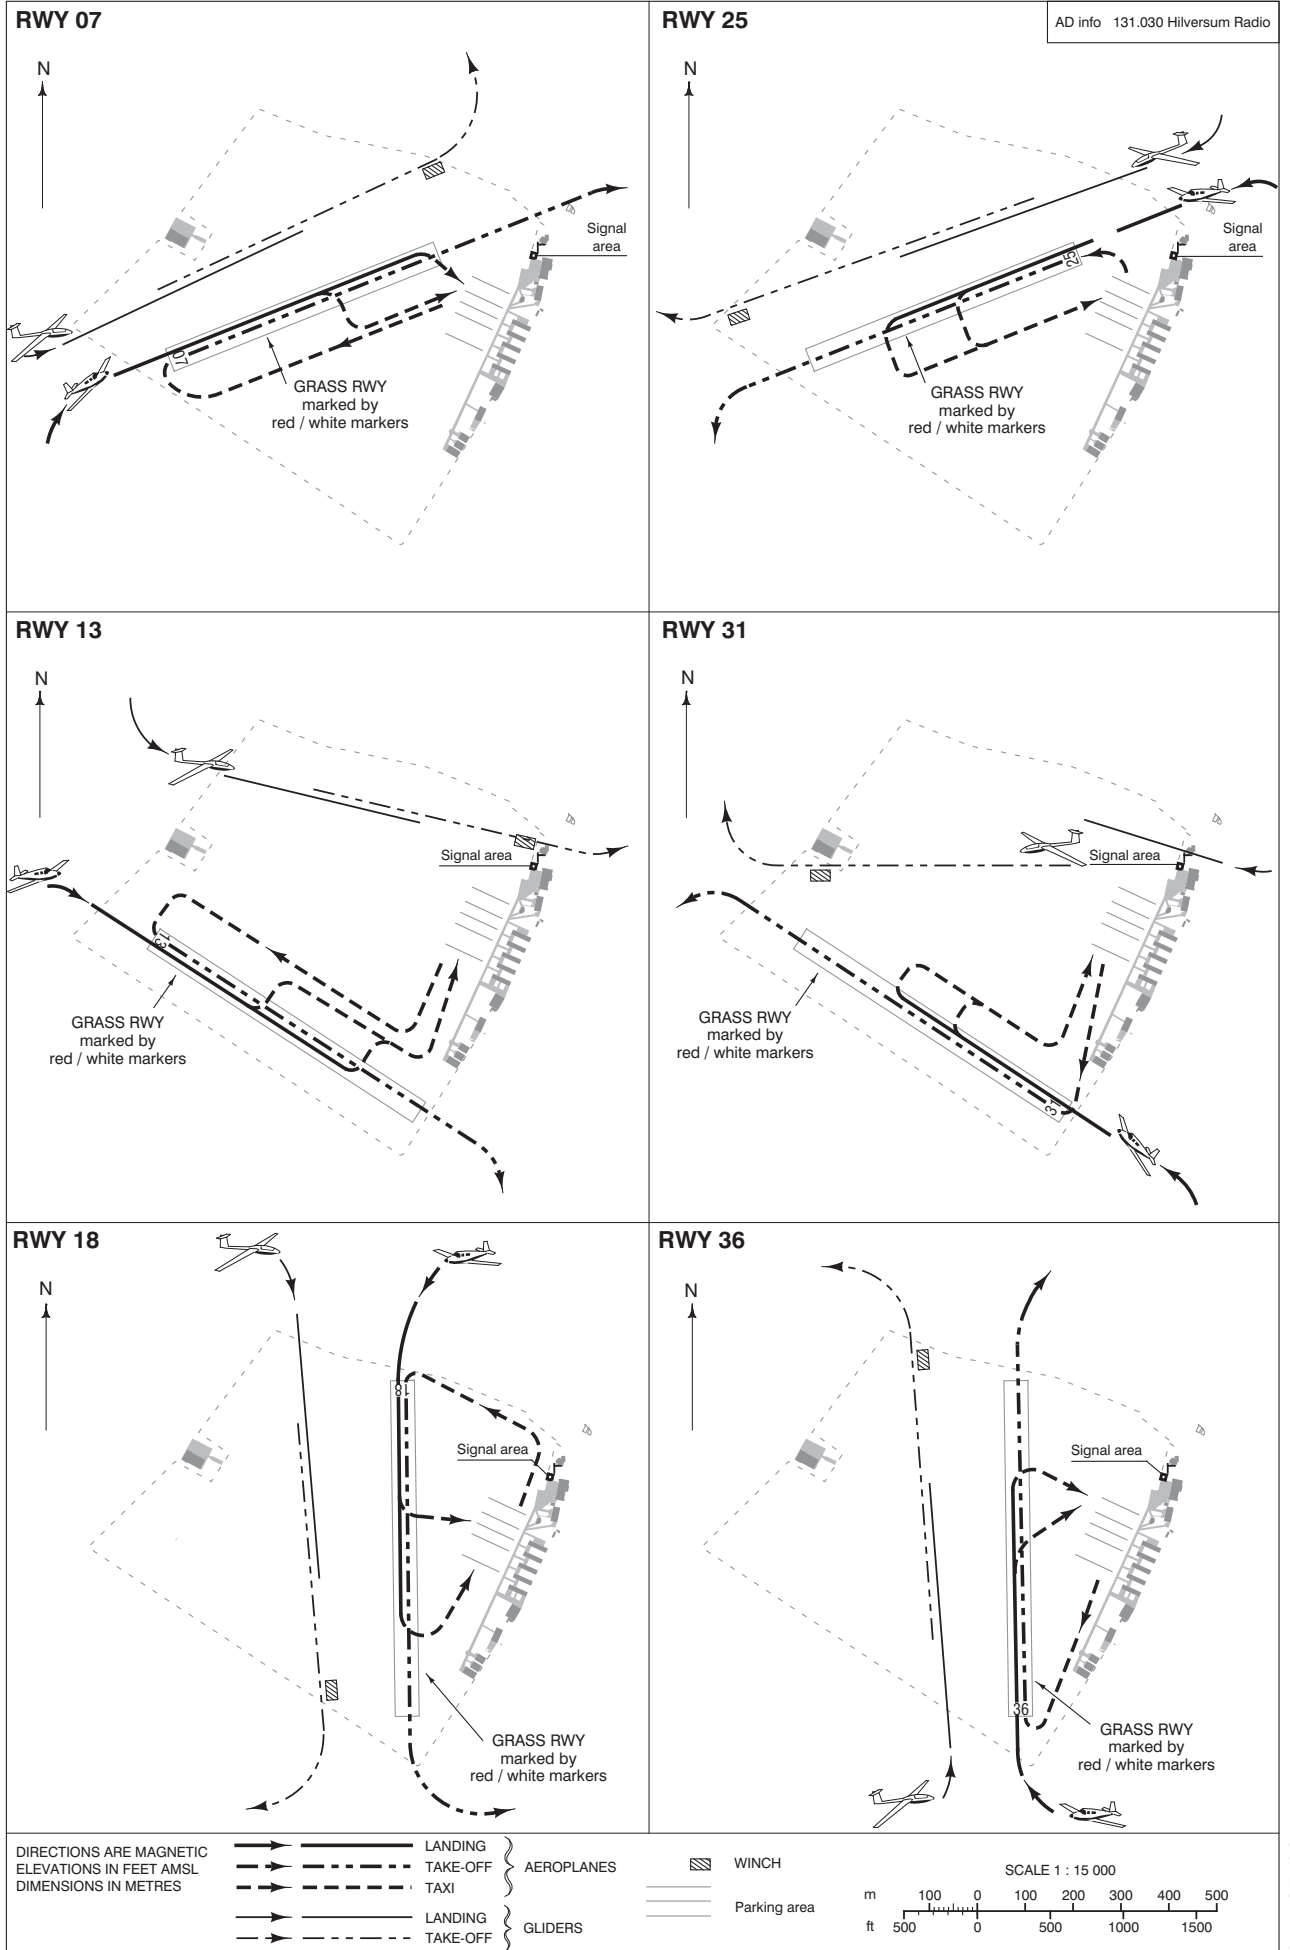 RWY 07
N
Signal
area
07
GRASS RWY
marked by
red / white markers
RWY 25
AD info 131.030 Hilversum Radio
N
Signal
area
25
GRASS RWY
marked by
red / white markers
RWY 13
N
Signal area
13
GRASS RWY
marked by
red / white markers
RWY 31
N
Signal area
GRASS RWY
marked by
red / white markers
31
RWY 18
N
18
Signal area
GRASS RWY
marked by
red / white markers
RWY 36
N
Signal area
36
GRASS RWY
marked by
red / white markers
DIRECTIONS ARE MAGNETIC
ELEVATIONS IN FEET AMSL
DIMENSIONS IN METRES
LANDING
TAKE-OFF
TAXI
AEROPLANES
LANDING
TAKE-OFF
GLIDERS
WINCH
Parking area
SCALE 1 : 15 000
m 100 0 100 200 300 400 500
ft 500 0 500 1000 1500